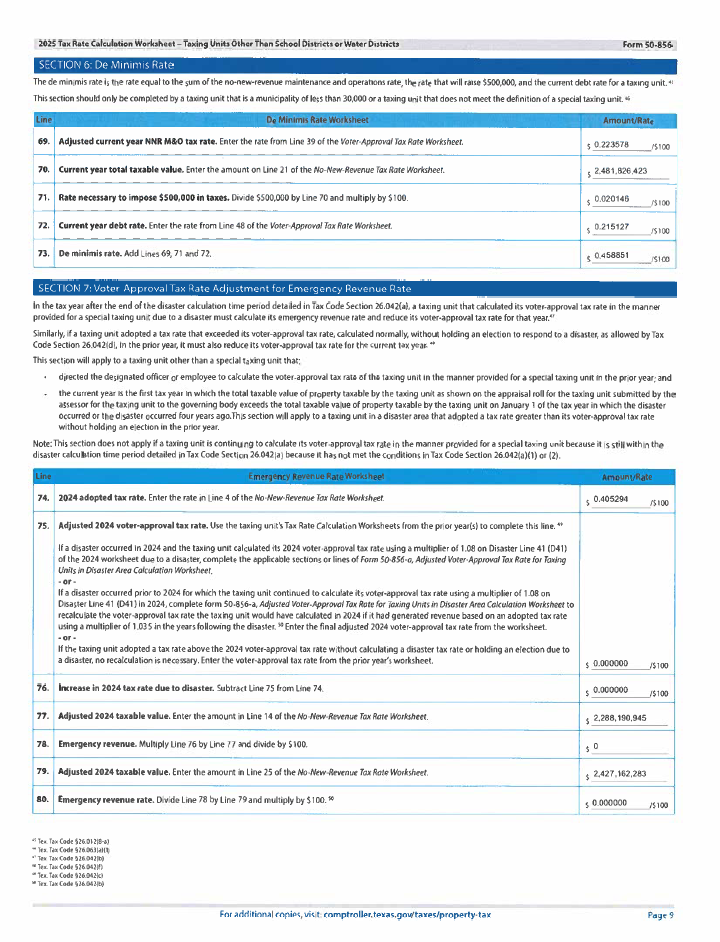 2025 Tax Rate Calculation Worksheet – Taxing Units Other Than School Districts or Water Districts Form 50-856
SECTION 6: De Minimis Rate
The de minimis rate is the rate equal to the sum of the no-new-revenue maintenance and operations rate, the rate that will raise $500,000, and the current debt rate for a taxing unit.
This section should only be completed by a taxing unit that is a municipality of less than 30,000 or a taxing unit that does not meet the definition of a special taxing unit.
Line De Minimis Rate Worksheet Amount/Rate
69. Adjusted current year NNR M&O tax rate. Enter the rate from Line 39 of the Voter-Approval Tax Rate Worksheet. $ 0.223578 /$100
70. Current year total taxable value. Enter the amount on Line 21 of the No-New-Revenue Tax Rate Worksheet. $ 2,481,826,423
71. Rate necessary to impose $500,000 in taxes. Divide $500,000 by Line 70 and multiply by $100. $ 0.020146 /$100
72. Current year debt rate. Enter the rate from Line 48 of the Voter-Approval Tax Rate Worksheet. $ 0.215127 /$100
73. De minimis rate. Add Lines 69, 71 and 72. $ 0.458851 /$100
SECTION 7: Voter Approval Tax Rate Adjustment for Emergency Revenue Rate
In the tax year after the end of the disaster calculation time period detailed in Tax Code Section 26.042(a), a taxing unit that calculated its voter-approval tax rate in the manner
provided for a special taxing unit due to a disaster must calculate its emergency revenue rate and reduce its voter-approval tax rate for that year.⁴⁷
Similarly, if a taxing unit adopted a tax rate that exceeded its voter-approval tax rate, calculated normally, without holding an election to respond to a disaster, as allowed by Tax
Code Section 26.042(d), in the prior year, it must also reduce its voter-approval tax rate for the current tax year.
This section will apply to a taxing unit other than a special taxing unit that:
• directed the designated officer or employee to calculate the voter-approval tax rate of the taxing unit in the manner provided for a special taxing unit in the prior year; and
• the current year is the first tax year in which the total taxable value of property taxable by the taxing unit as shown on the appraisal roll for the taxing unit submitted by the
assessor for the taxing unit to the governing body exceeds the total taxable value of property taxable by the taxing unit on January 1 of the tax year in which the disaster
occurred or the disaster occurred four years ago. This section will apply to a taxing unit in a disaster area that adopted a tax rate greater than its voter-approval tax rate
without holding an election in the prior year.
Note: This section does not apply if a taxing unit is continuing to calculate its voter-approval tax rate in the manner provided for a special taxing unit because it is still within the
disaster calculation time period detailed in Tax Code Section 26.042(a) because it has not met the conditions in Tax Code Section 26.042(a)(1) or (2).
Line Emergency Revenue Rate Worksheet Amount/Rate
74. 2024 adopted tax rate. Enter the rate in Line 4 of the No-New-Revenue Tax Rate Worksheet. $ 0.405294 /$100
75. Adjusted 2024 voter-approval tax rate. Use the taxing unit's Tax Rate Calculation Worksheets from the prior year(s) to complete this line. ⁴⁹
If a disaster occurred in 2024 and the taxing unit calculated its 2024 voter-approval tax rate using a multiplier of 1.08 on Disaster Line 41 (D41)
of the 2024 worksheet due to a disaster, complete the applicable sections or lines of Form 50-856-a, Adjusted Voter-Approval Tax Rate for Taxing
Units in Disaster Area Calculation Worksheet.
- or -
If a disaster occurred prior to 2024 for which the taxing unit continued to calculate its voter-approval tax rate using a multiplier of 1.08 on
Disaster Line 41 (D41) in 2024, complete form 50-856-a, Adjusted Voter-Approval Tax Rate for Taxing Units in Disaster Area Calculation Worksheet to
recalculate the voter-approval tax rate the taxing unit would have calculated in 2024 if it had generated revenue based on an adopted tax rate
using a multiplier of 1.035 in the years following the disaster. ⁵⁰ Enter the final adjusted 2024 voter-approval tax rate from the worksheet.
- or -
If the taxing unit adopted a tax rate above the 2024 voter-approval tax rate without calculating a disaster tax rate or holding an election due to
a disaster, no recalculation is necessary. Enter the voter-approval tax rate from the prior year's worksheet. $ 0.000000 /$100
76. Increase in 2024 tax rate due to disaster. Subtract Line 75 from Line 74. $ 0.000000 /$100
77. Adjusted 2024 taxable value. Enter the amount in Line 14 of the No-New-Revenue Tax Rate Worksheet. $ 2,288,190,945
78. Emergency revenue. Multiply Line 76 by Line 77 and divide by $100. $ 0
79. Adjusted 2024 taxable value. Enter the amount in Line 25 of the No-New-Revenue Tax Rate Worksheet. $ 2,427,162,283
80. Emergency revenue rate. Divide Line 78 by Line 79 and multiply by $100. ⁵⁰ $ 0.000000 /$100
Tex. Tax Code §26.012(8-a)
Tex. Tax Code §26.063(a)(1)
⁴⁷ Tex. Tax Code §26.042(b)
Tex. Tax Code §26.042(f)
⁴⁹ Tex. Tax Code §26.042(c)
⁵⁰ Tex. Tax Code §26.042(b)
For additional copies, visit: comptroller.texas.gov/taxes/property-tax Page 9